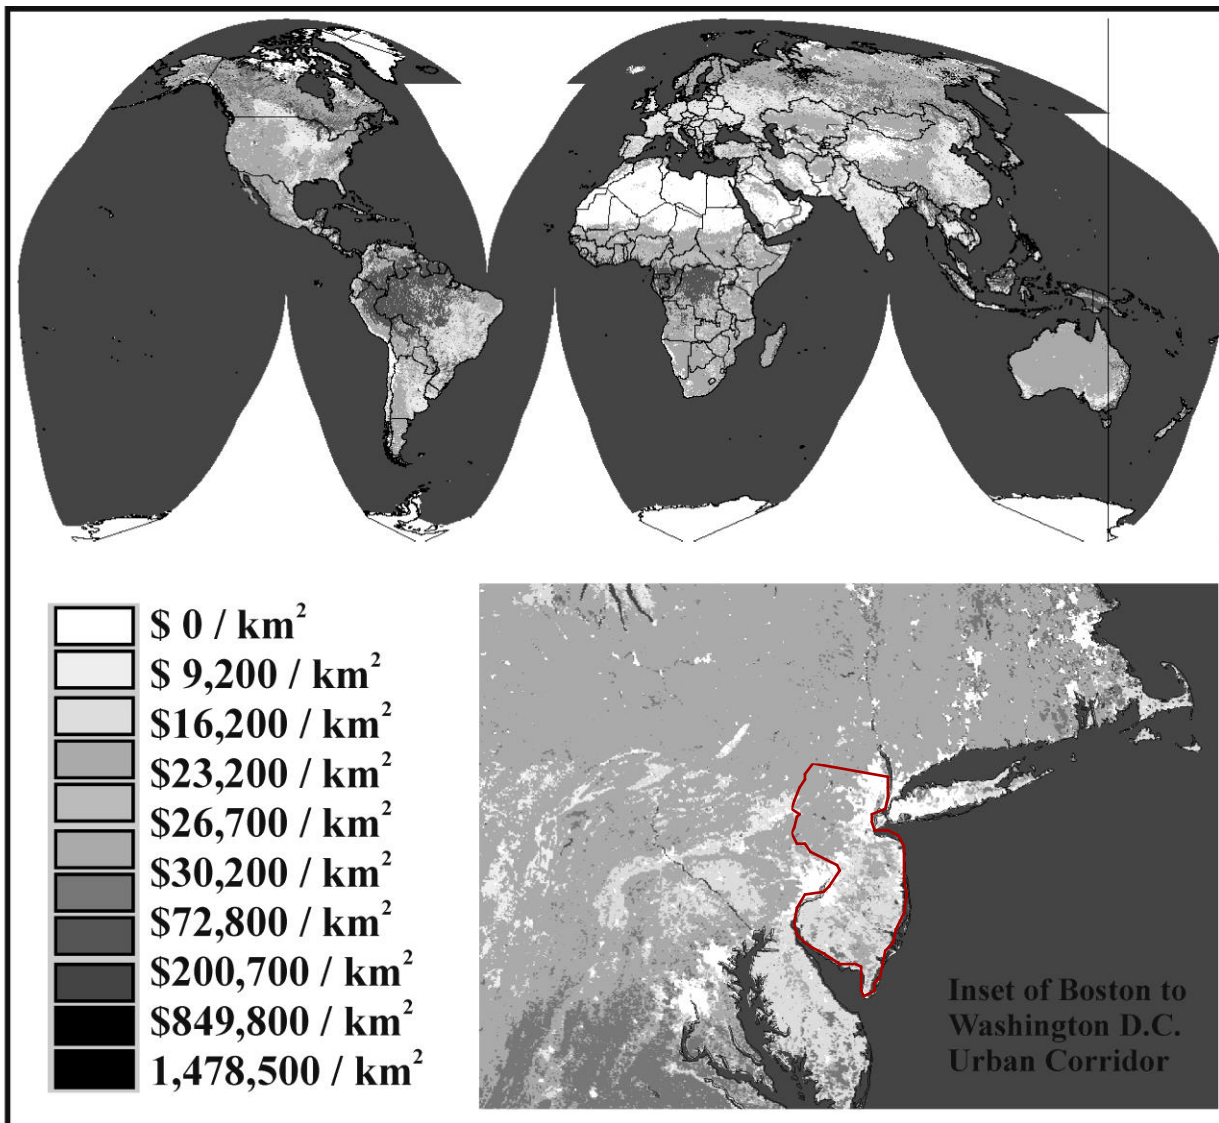 $ 0 / km²
$ 9,200 / km²
$16,200 / km²
$23,200 / km²
$26,700 / km²
$30,200 / km²
$72,800 / km²
$200,700 / km²
$849,800 / km²
1,478,500 / km²
Inset of Boston to
Washington D.C.
Urban Corridor